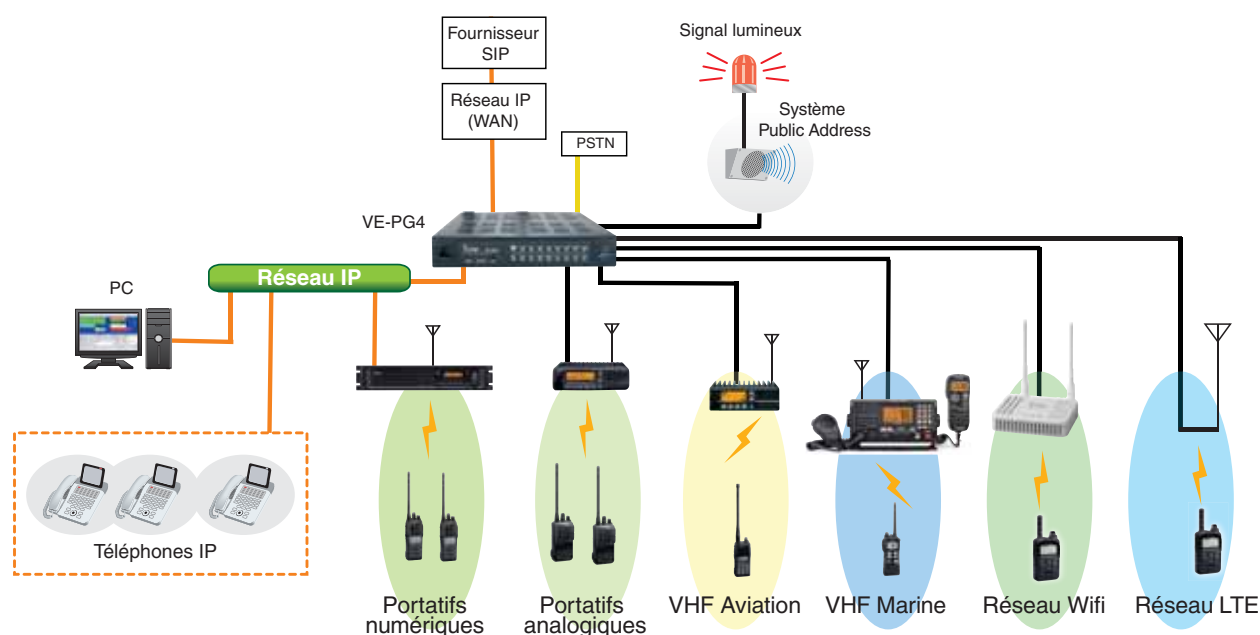 Fournisseur
SIP
Réseau IP
(WAN)
PSTN
Signal lumineux
Système
Public Address
VE-PG4
Réseau IP
PC
Téléphones IP
Portatifs
numériques
Portatifs
analogiques
VHF Aviation
VHF Marine
Réseau Wifi
Réseau LTE